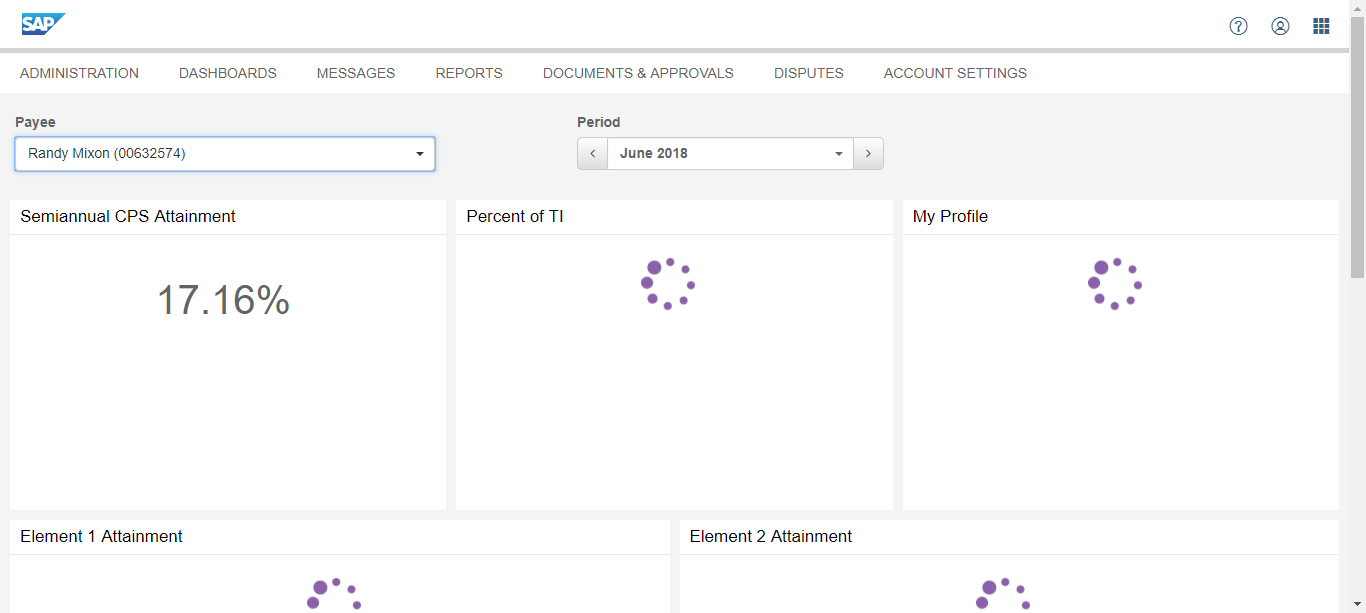 SAP
ADMINISTRATION DASHBOARDS MESSAGES REPORTS DOCUMENTS & APPROVALS DISPUTES ACCOUNT SETTINGS
Payee Period
Randy Mixon (00632574) June 2018
Semiannual CPS Attainment Percent of TI My Profile
17.16%
Element 1 Attainment Element 2 Attainment